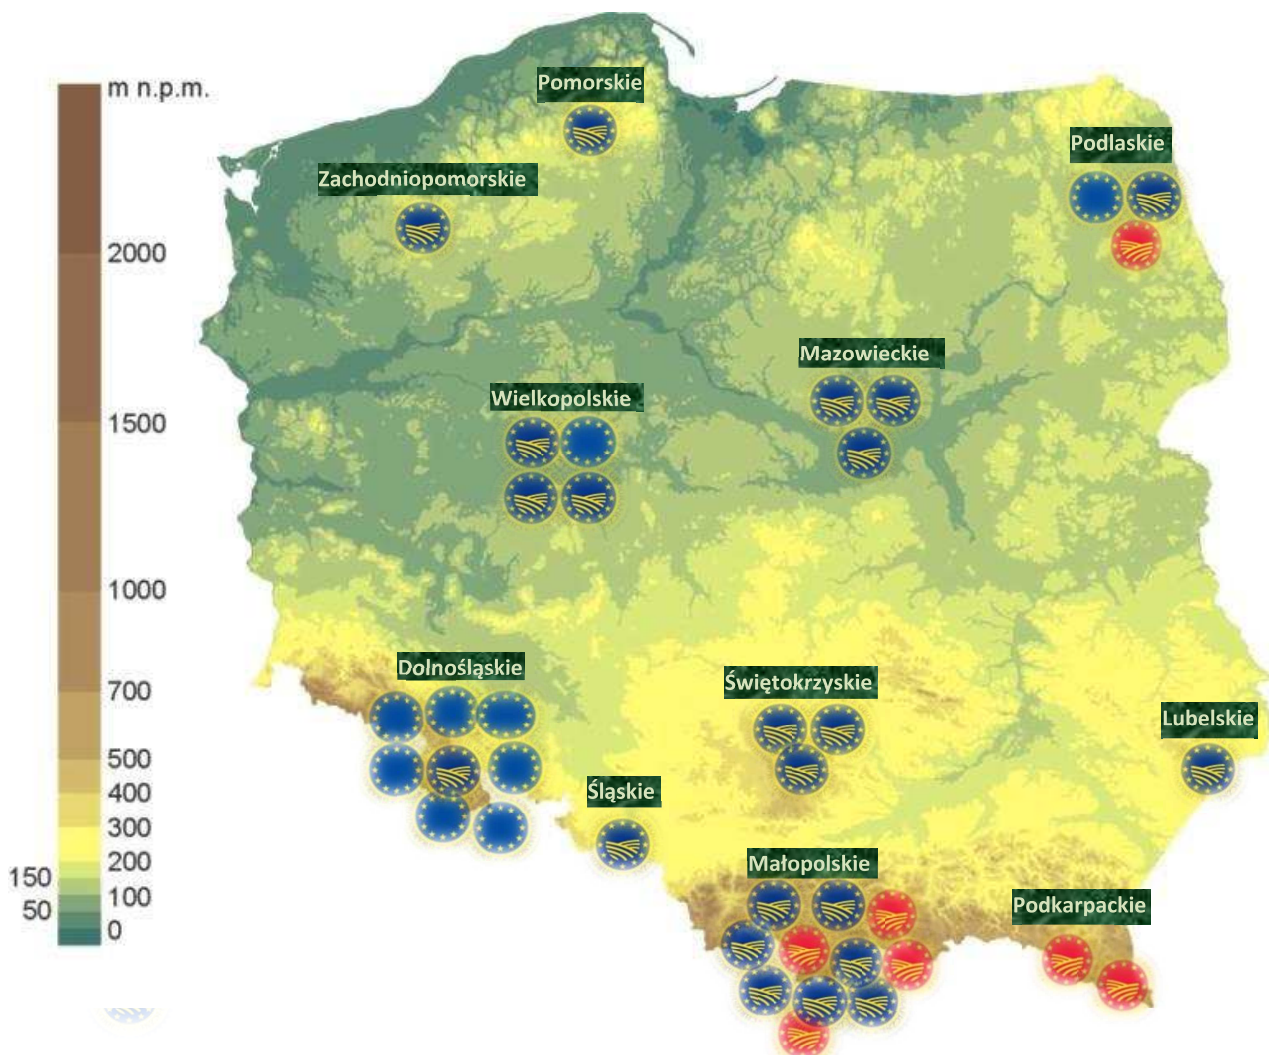 m n.p.m.
2000
1500
1000
700
500
400
300
200
150
100
50
0
Pomorskie
Zachodniopomorskie
Podlaskie
Mazowieckie
Wielkopolskie
Dolnośląskie
Świętokrzyskie
Lubelskie
Śląskie
Małopolskie
Podkarpackie